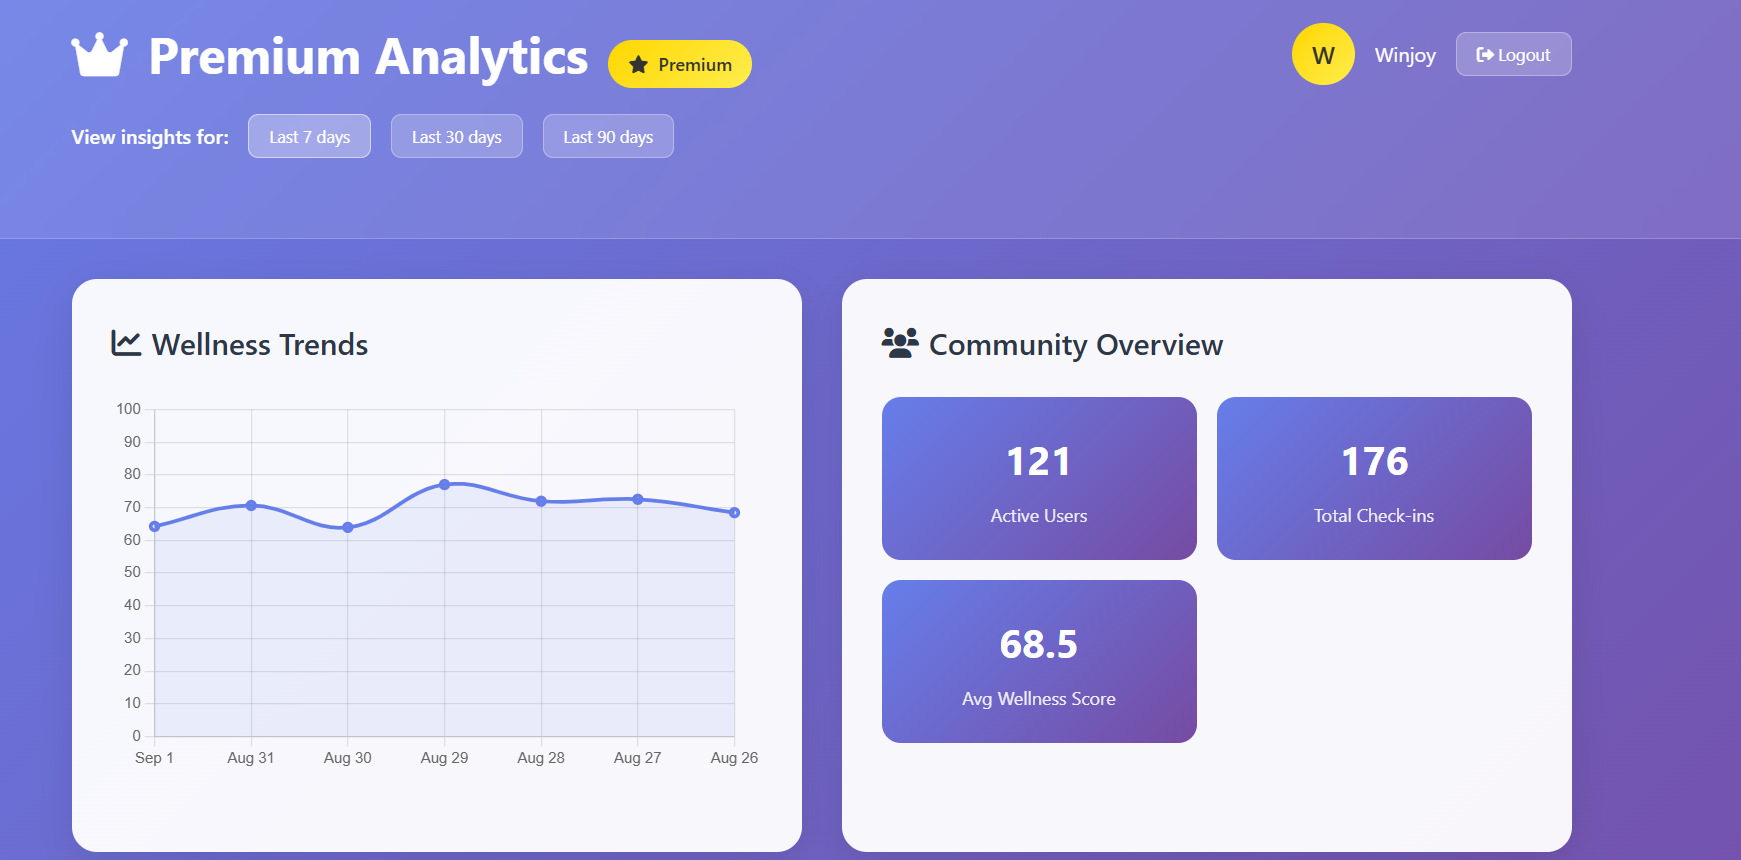 Premium Analytics
Premium
W
Winjoy
Logout
View insights for:
Last 7 days
Last 30 days
Last 90 days
Wellness Trends
100
90
80
70
60
50
40
30
20
10
0
Sep 1
Aug 31
Aug 30
Aug 29
Aug 28
Aug 27
Aug 26
Community Overview
121
Active Users
176
Total Check-ins
68.5
Avg Wellness Score